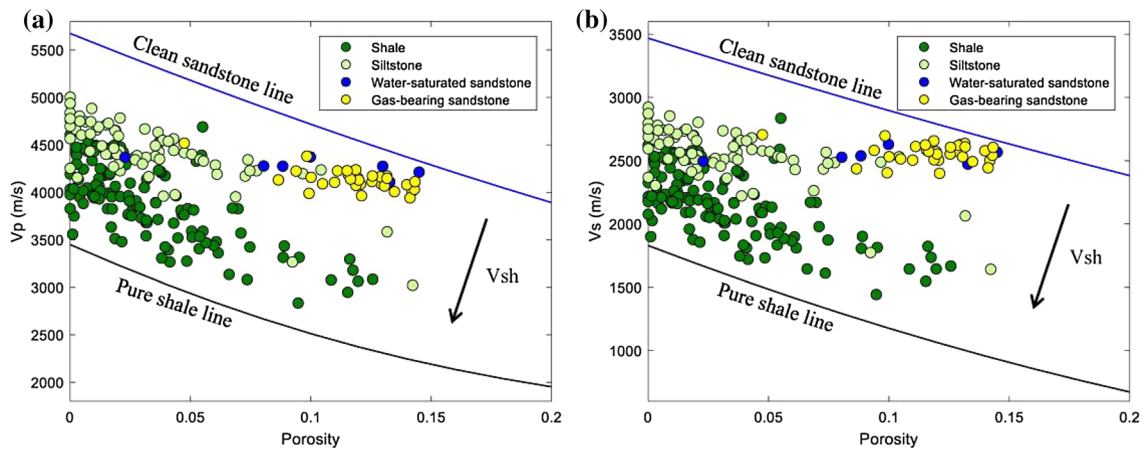 (a)
5500
5000
4500
4000
3500
3000
2500
2000
Vp (m/s)
0
0.05
0.1
0.15
0.2
Porosity
Clean sandstone line
Pure shale line
Vsh
Shale
Siltstone
Water-saturated sandstone
Gas-bearing sandstone
(b)
3500
3000
2500
2000
1500
1000
Vs (m/s)
0
0.05
0.1
0.15
0.2
Porosity
Clean sandstone line
Pure shale line
Vsh
Shale
Siltstone
Water-saturated sandstone
Gas-bearing sandstone